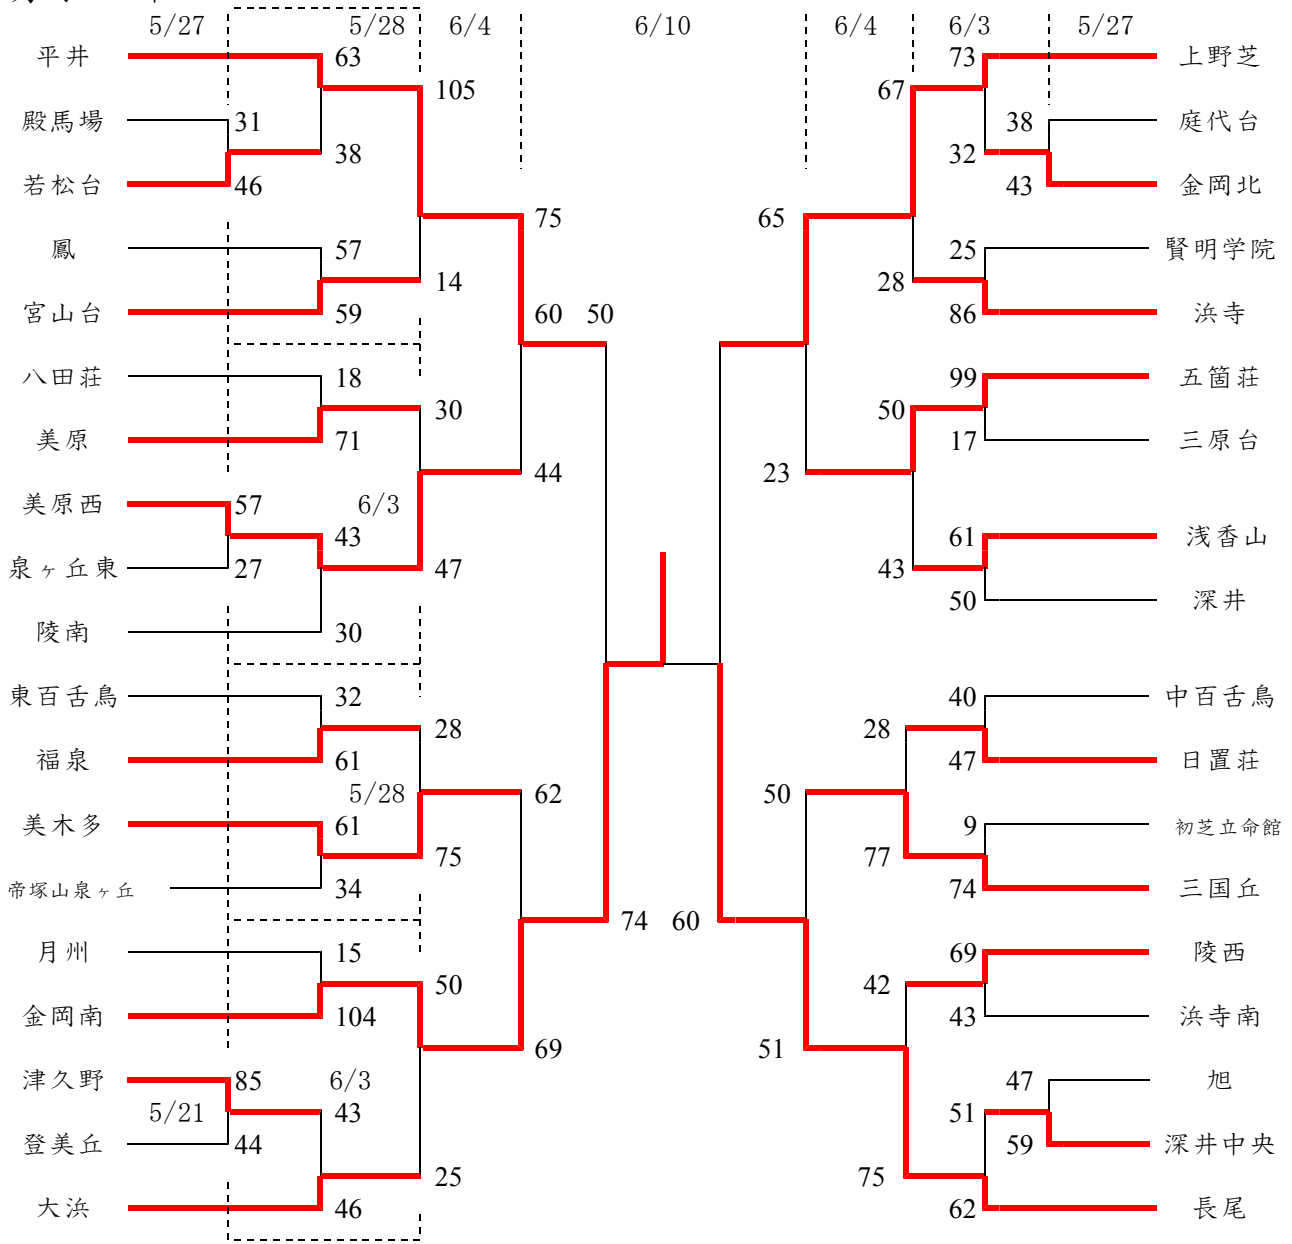 5/27 5/28 6/4 6/10 6/4 6/3 5/27
平井 63 73 上野芝
105 67
殿馬場 31 38 庭代台
38 32
若松台 46 43 金岡北
75 65
鳳 57 25 賢明学院
14 28
宮山台 59 60 50 86 浜寺
八田荘 18 99 五箇荘
30 50
美原 71 17 三原台
44 23
美原西 57 6/3
43 61 浅香山
泉ヶ丘東 27 47 43
50 深井
陵南 30
東百舌鳥 32 40 中百舌鳥
28 28
福泉 61 47 日置荘
5/28 62 50
美木多 61 9 初芝立命館
75 77
帝塚山泉ヶ丘 34 74 三国丘
74 60
月州 15 69 陵西
50 42
金岡南 104 43 浜寺南
69 51
津久野 85 6/3 47 旭
5/21 43 51
登美丘 44 59 深井中央
25 75
大浜 46 62 長尾